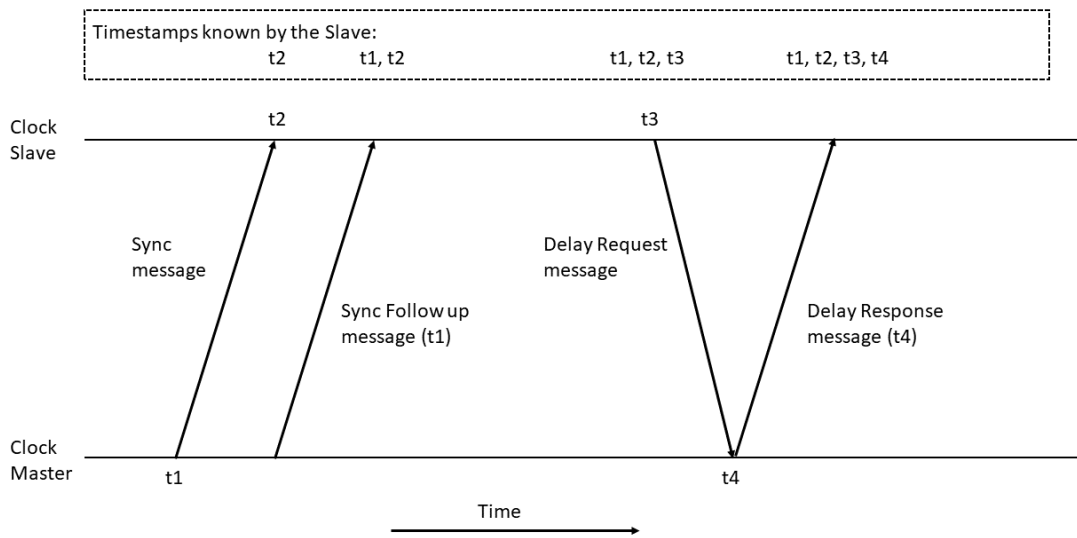 Timestamps known by the Slave:
t2 t1, t2 t1, t2, t3 t1, t2, t3, t4
Clock
Slave
t2 t3
Sync
message
Delay Request
message
Sync Follow up
message (t1)
Delay Response
message (t4)
Clock
Master
t1 t4
Time